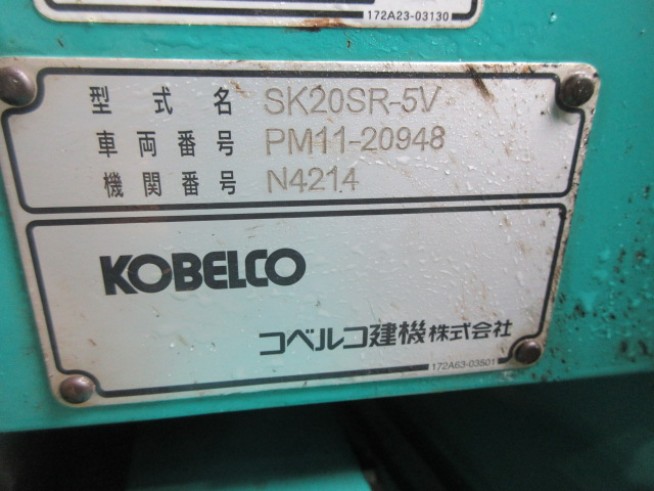 172A23-03130
型式名 SK20SR-5V
車両番号 PM11-20948
機関番号 N4214
KOBELCO
コベルコ建機株式会社
172A63-03501